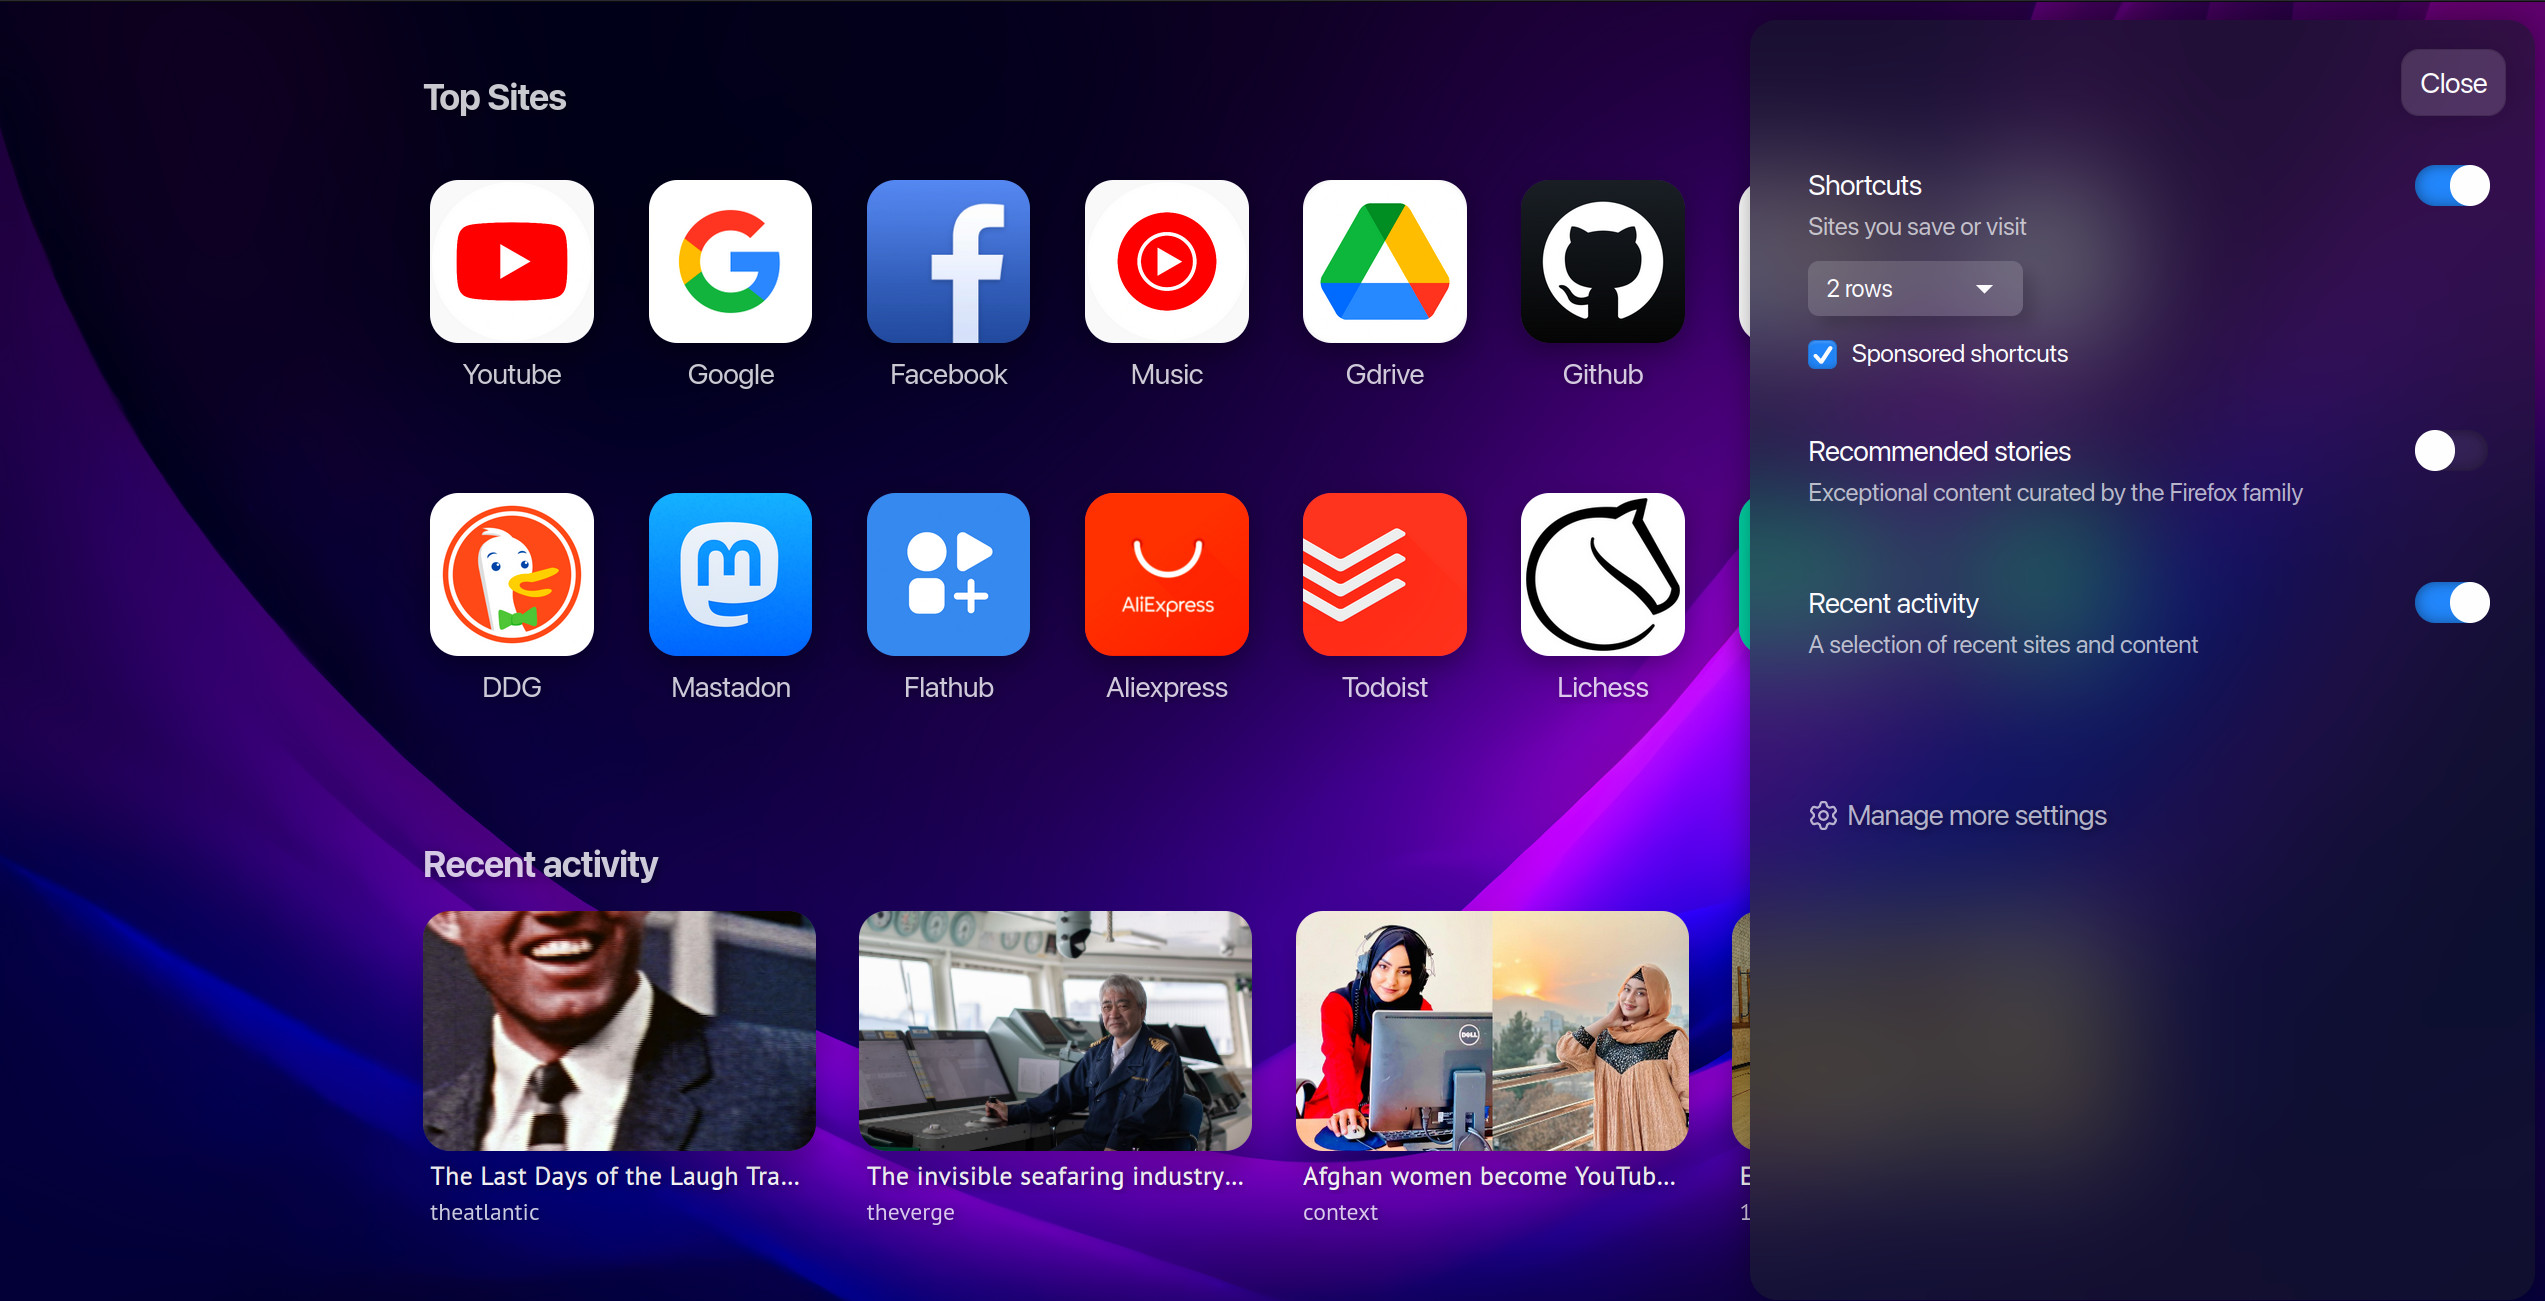 Top Sites
Youtube
Google
Facebook
Music
Gdrive
Github
AliExpress
DDG
Mastadon
Flathub
Aliexpress
Todoist
Lichess
Recent activity
DELL
The Last Days of the Laugh Tra...
theatlantic
The invisible seafaring industry...
theverge
Afghan women become YouTub...
context
E
1
Close
Shortcuts
Sites you save or visit
2 rows
Sponsored shortcuts
Recommended stories
Exceptional content curated by the Firefox family
Recent activity
A selection of recent sites and content
Manage more settings